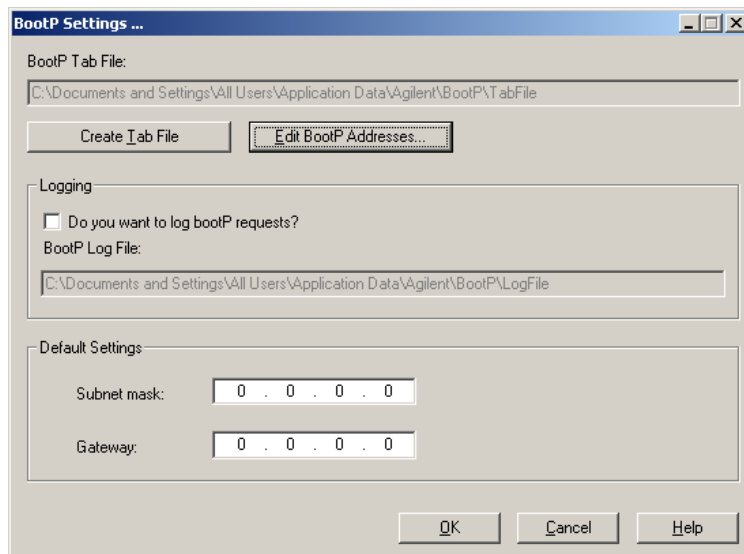 BootP Settings ...
BootP Tab File:
C:\Documents and Settings\All Users\Application Data\Agilent\BootP\TabFile
Create Tab File
Edit BootP Addresses...
Logging
Do you want to log bootP requests?
BootP Log File:
C:\Documents and Settings\All Users\Application Data\Agilent\BootP\LogFile
Default Settings
Subnet mask: 0 . 0 . 0 . 0
Gateway: 0 . 0 . 0 . 0
OK Cancel Help